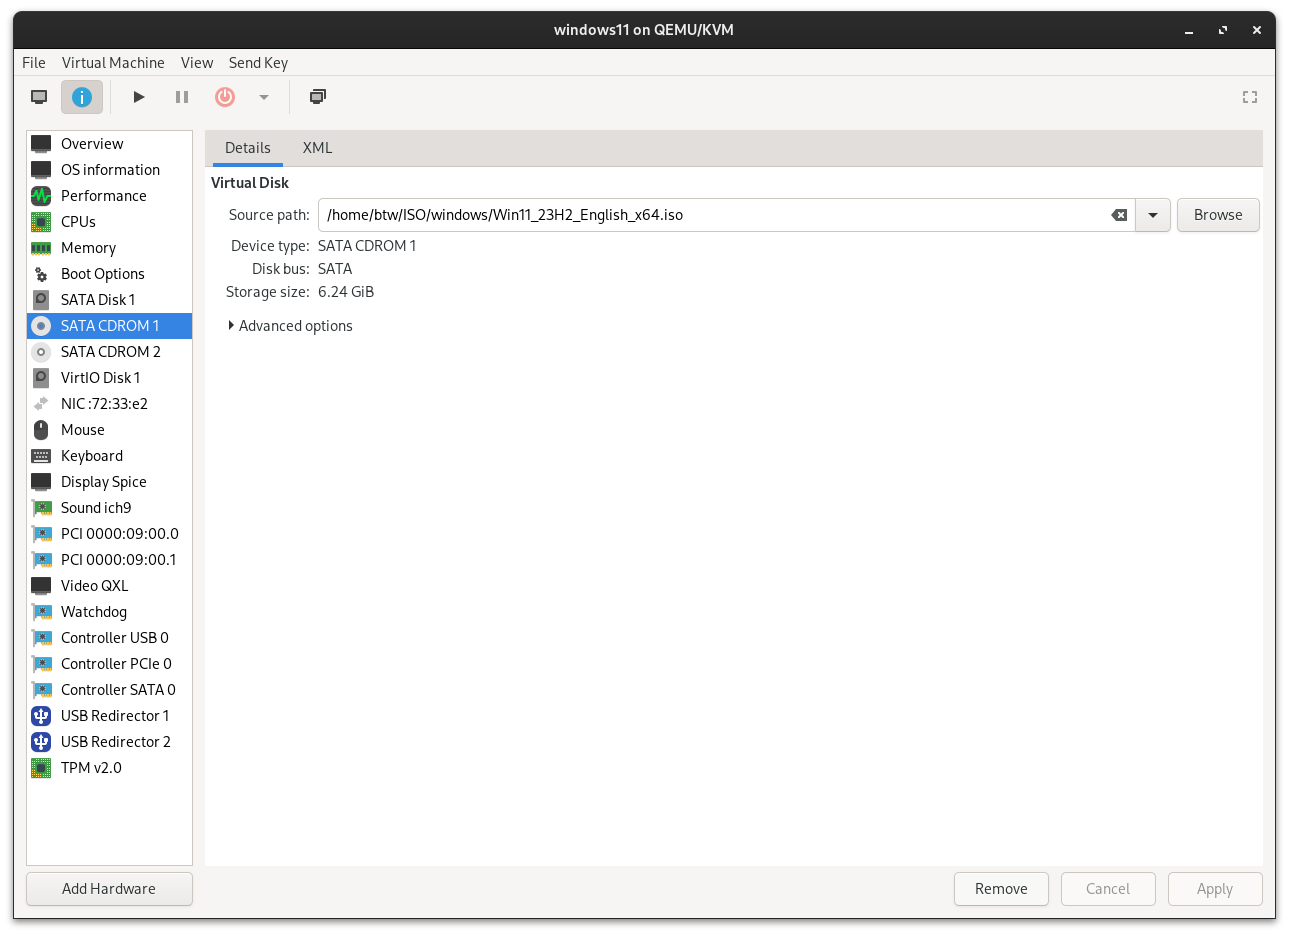 windows11 on QEMU/KVM
File Virtual Machine View Send Key
Overview
OS information
Performance
CPUs
Memory
Boot Options
SATA Disk 1
SATA CDROM 1
SATA CDROM 2
VirtIO Disk 1
NIC :72:33:e2
Mouse
Keyboard
Display Spice
Sound ich9
PCI 0000:09:00.0
PCI 0000:09:00.1
Video QXL
Watchdog
Controller USB 0
Controller PCIe 0
Controller SATA 0
USB Redirector 1
USB Redirector 2
TPM v2.0
Add Hardware
Details XML
Virtual Disk
Source path: /home/btw/ISO/windows/Win11_23H2_English_x64.iso Browse
Device type: SATA CDROM 1
Disk bus: SATA
Storage size: 6.24 GiB
Advanced options
Remove Cancel Apply